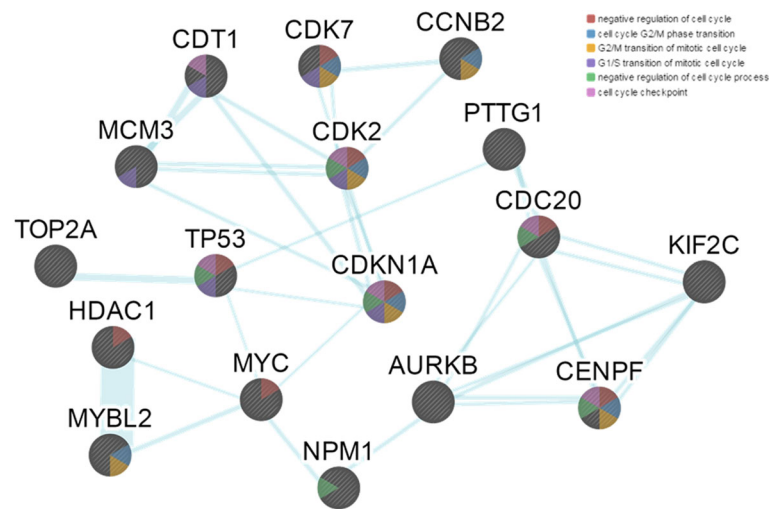 CDT1
CDK7
CCNB2
negative regulation of cell cycle
cell cycle G2/M phase transition
G2/M transition of mitotic cell cycle
G1/S transition of mitotic cell cycle
negative regulation of cell cycle process
cell cycle checkpoint
MCM3
CDK2
PTTG1
CDC20
TOP2A
TP53
CDKN1A
KIF2C
HDAC1
MYC
AURKB
CENPF
MYBL2
NPM1